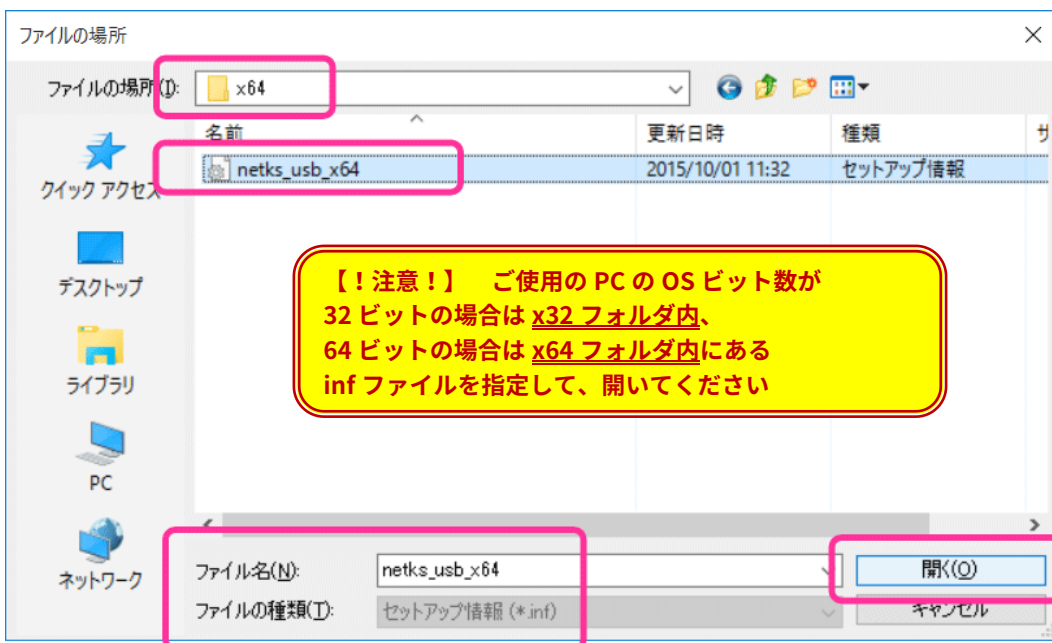 ファイルの場所
ファイルの場所(I):
x64
名前
更新日時
種類
サ
netks_usb_x64
2015/10/01 11:32
セットアップ情報
クイック アクセス
デスクトップ
ライブラリ
PC
ネットワーク
【！注意！】　ご使用の PC の OS ビット数が
32 ビットの場合は x32 フォルダ内、
64 ビットの場合は x64 フォルダ内にある
inf ファイルを指定して、開いてください
ファイル名(N):
netks_usb_x64
開く(O)
ファイルの種類(T):
セットアップ情報 (*.inf)
キャンセル